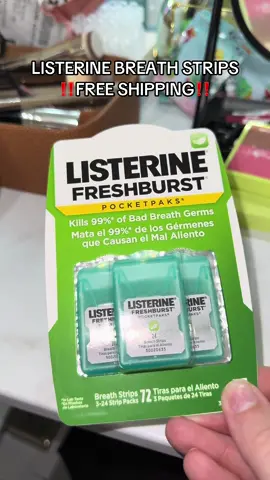 LISTERINE BREATH STRIPS
‼️FREE SHIPPING‼️
LISTERINE
FRESHBURST
POCKETPAKS®
Kills 99%* of Bad Breath Germs
Mata el 99%* de los Gérmenes
que Causan el Mal Aliento
LISTERINE
FRESHBURST
POCKETPAKS
Breath Strips 72 Tiras para el Aliento
3-24 Strip Packs 3 Paquetes de 24 Tiras